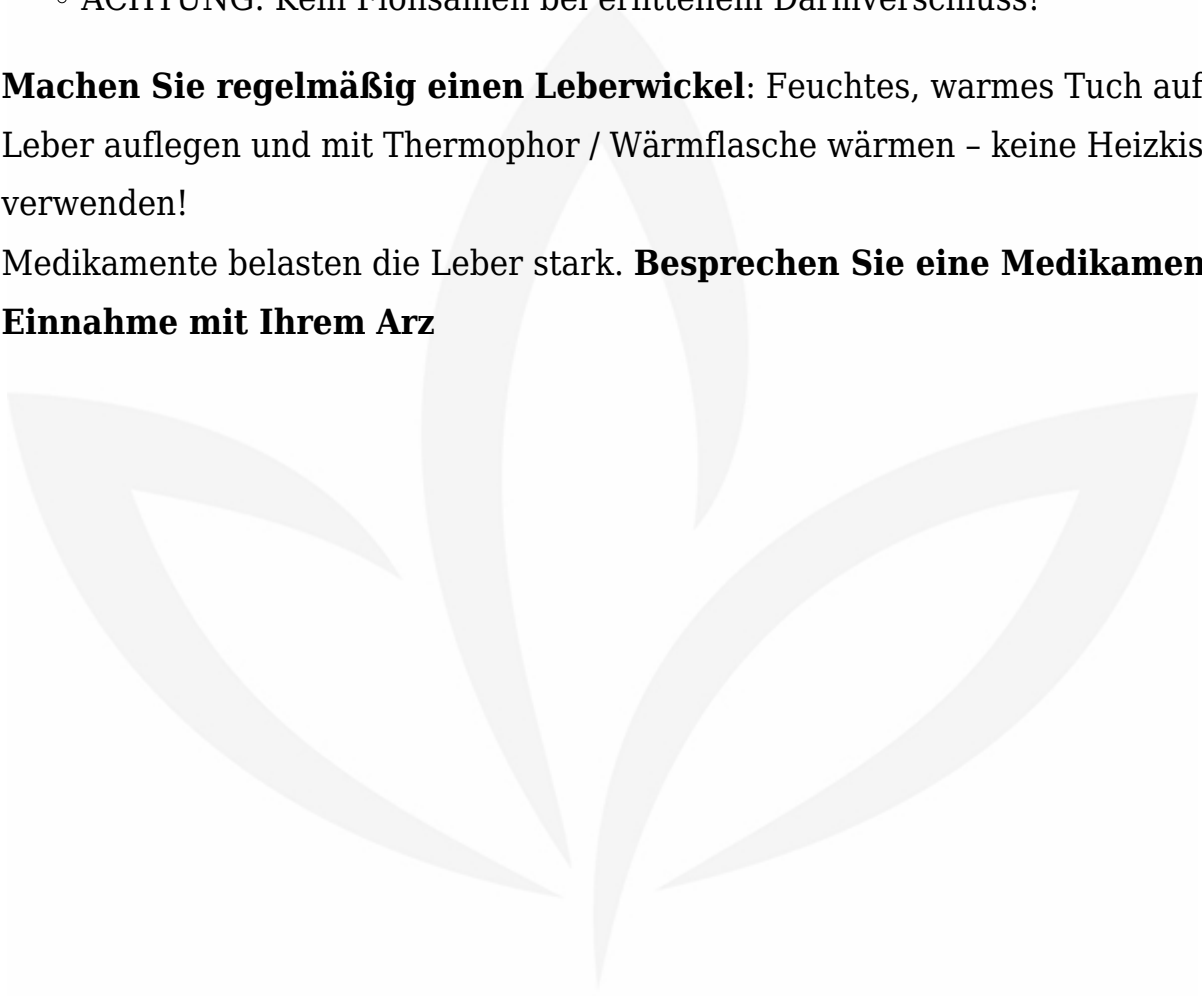 ◦ ACHTUNG: Kein Flohsamen bei erlittenem Darmverschluss!
Machen Sie regelmäßig einen Leberwickel: Feuchtes, warmes Tuch auf
Leber auflegen und mit Thermophor / Wärmflasche wärmen – keine Heizkis
verwenden!
Medikamente belasten die Leber stark. Besprechen Sie eine Medikamen
Einnahme mit Ihrem Arz